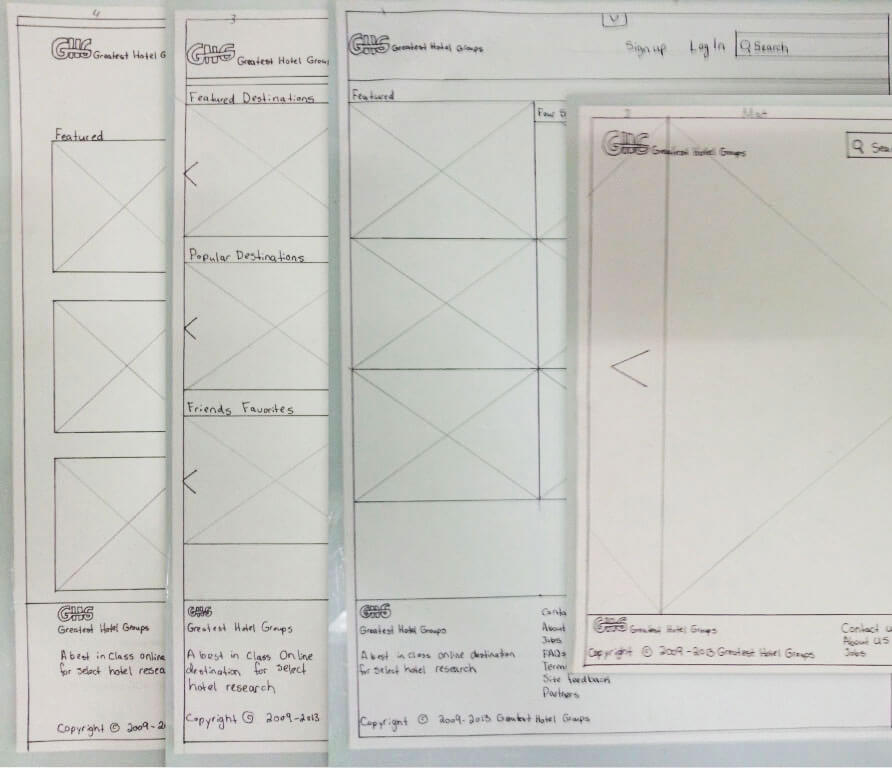 4
GHG Greatest Hotel G
Featured
GHG
Greatest Hotel Groups
A best in Class online
for select hotel resea
Copyright © 2009-2
3
GHG Greatest Hotel Grou
Featured Destinations
<
Popular Destinations
<
Friends Favorites
<
GHG
Greatest Hotel Groups
A best in Class Online
destination for select
hotel research
Copyright © 2009-2013
GHG Greatest Hotel Groups
Sign up Log In Search
Featured
Four S
GHG
Greatest Hotel Groups
A best in class online destination
for select hotel research
Copyright © 2009-2013 Greatest Hotel Groups
Conta
About
Jobs
FAQs
Term
Site feedback
Partners
2
GHG Greatest Hotel Groups
Sea
<
GHG Greatest Hotel Groups
Copyright © 2009-2013 Greatest Hotel Groups
Contact u
About us
Jobs